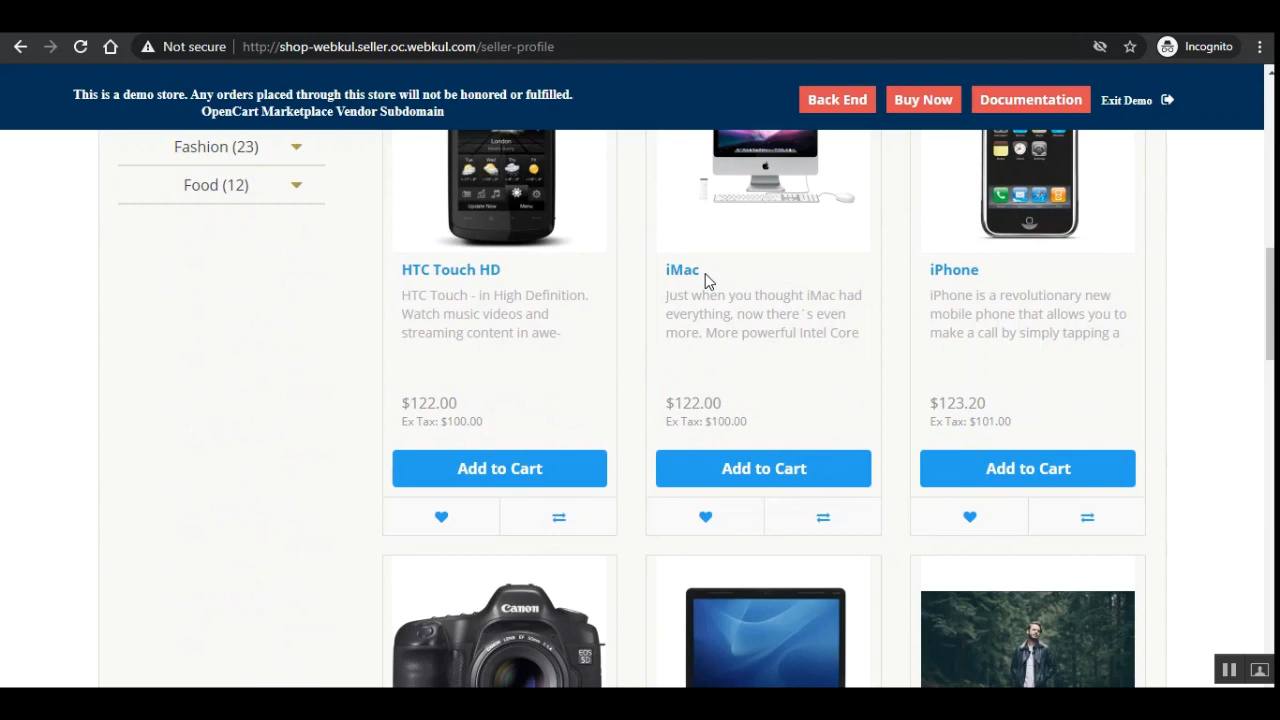 Not secure
http://shop-webkul.seller.oc.webkul.com/seller-profile
Incognito
This is a demo store. Any orders placed through this store will not be honored or fulfilled.
OpenCart Marketplace Vendor Subdomain
Back End
Buy Now
Documentation
Exit Demo
Fashion (23)
Food (12)
London
Update Now
Menu
HTC Touch HD
HTC Touch - in High Definition.
Watch music videos and
streaming content in awe-
$122.00
Ex Tax: $100.00
Add to Cart
iMac
Just when you thought iMac had
everything, now there´s even
more. More powerful Intel Core
$122.00
Ex Tax: $100.00
Add to Cart
iPhone
iPhone is a revolutionary new
mobile phone that allows you to
make a call by simply tapping a
$123.20
Ex Tax: $101.00
Add to Cart
Canon
EOS
5D